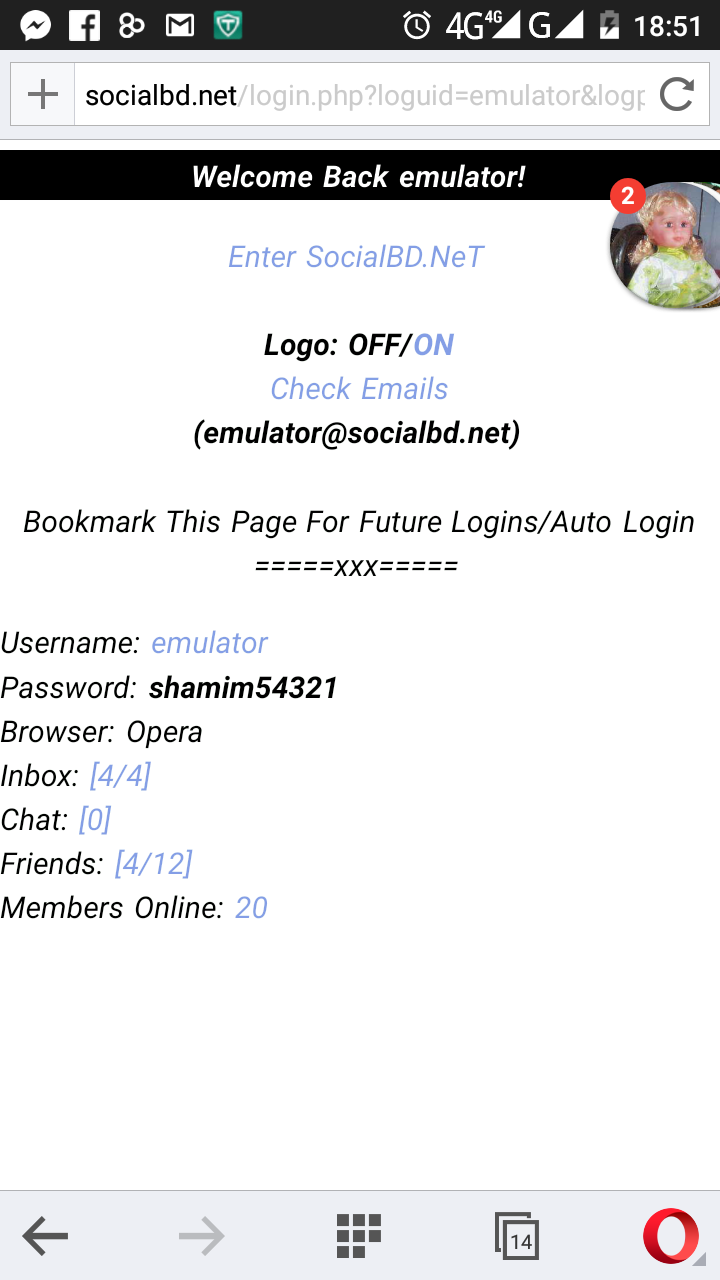 4G 4G G 18:51
socialbd.net/login.php?loguid=emulator&logp
Welcome Back emulator!
2
Enter SocialBD.NeT
Logo: OFF/ON
Check Emails
(emulator@socialbd.net)
Bookmark This Page For Future Logins/Auto Login
=====xxx=====
Username: emulator
Password: shamim54321
Browser: Opera
Inbox: [4/4]
Chat: [0]
Friends: [4/12]
Members Online: 20
14